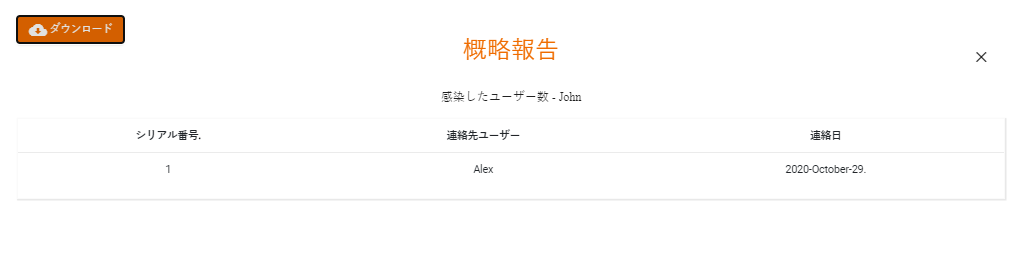 ダウンロード
概略報告
感染したユーザー数 - John
シリアル番号. 連絡先ユーザー 連絡日
1 Alex 2020-October-29.